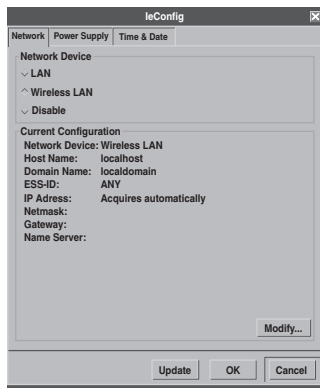 IeConfig
Network Power Supply Time & Date
Network Device
LAN
Wireless LAN
Disable
Current Configuration
Network Device: Wireless LAN
Host Name: localhost
Domain Name: localdomain
ESS-ID: ANY
IP Adress: Acquires automatically
Netmask:
Gateway:
Name Server:
Modify...
Update OK Cancel